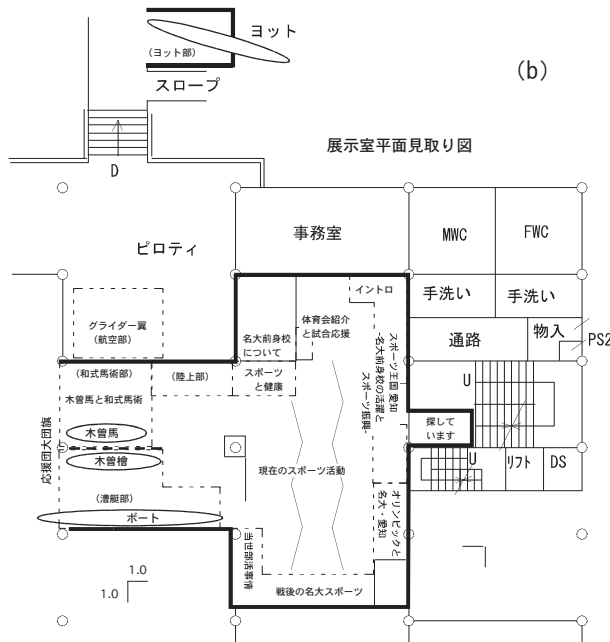 ヨット
(ヨット部)
スロープ
(b)
D
展示室平面見取り図
ピロティ
事務室
MWC
FWC
イントロ
手洗い
手洗い
グライダー翼
(航空部)
名大前身校
について
体育会紹介
と試合応援
通路
物入
PS2
スポーツ王国 愛知
-名大前身校の活躍と
スポーツ振興-
(和式馬術部)
(陸上部)
スポーツ
と健康
U
木曽馬と和式馬術
探して
います
木曽馬
応援団大団旗
木曽檜
現在のスポーツ活動
U
リフト
DS
(漕艇部)
ボート
オリンピックと
名大・愛知
当世部活事情
戦後の名大スポーツ
1.0
1.0